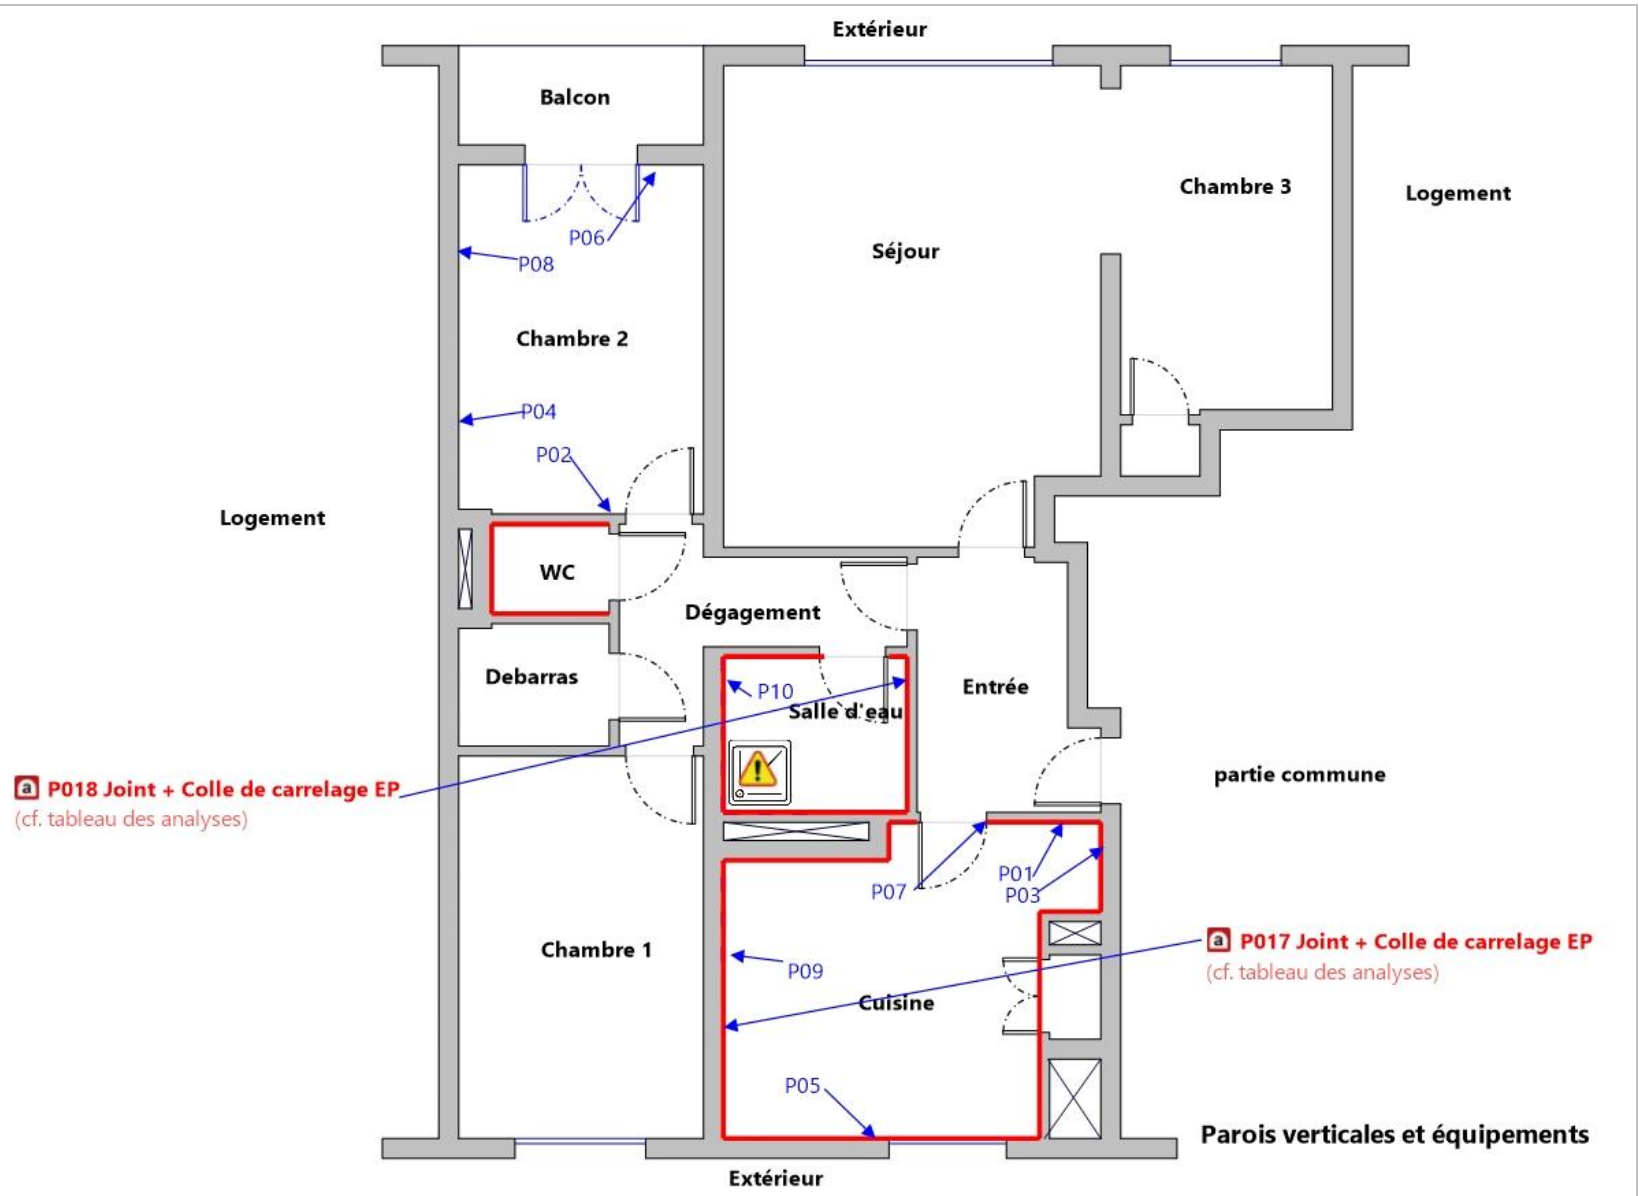 Extérieur
Balcon
Chambre 3
Logement
P06
Séjour
P08
Chambre 2
P04
P02
Logement
WC
Dégagement
Debarras
Entrée
P10
Salle d'eau
partie commune
a P018 Joint + Colle de carrelage EP
(cf. tableau des analyses)
P07
P01
P03
a P017 Joint + Colle de carrelage EP
(cf. tableau des analyses)
Chambre 1
P09
Cuisine
P05
Parois verticales et équipements
Extérieur